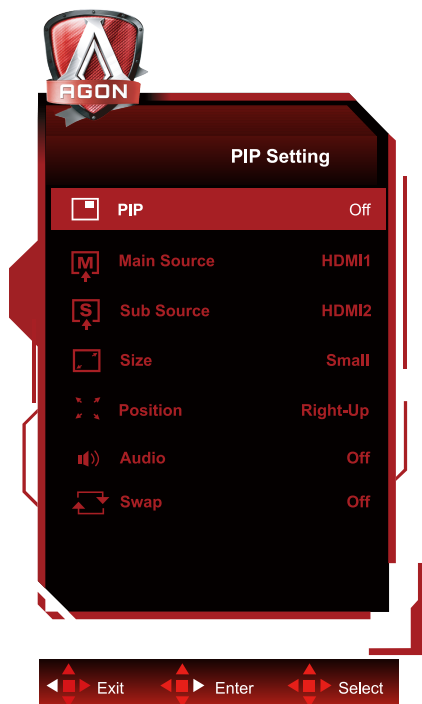 AGON
PIP Setting
PIP Off
M Main Source HDMI1
S Sub Source HDMI2
Size Small
Position Right-Up
Audio Off
Swap Off
Exit Enter Select